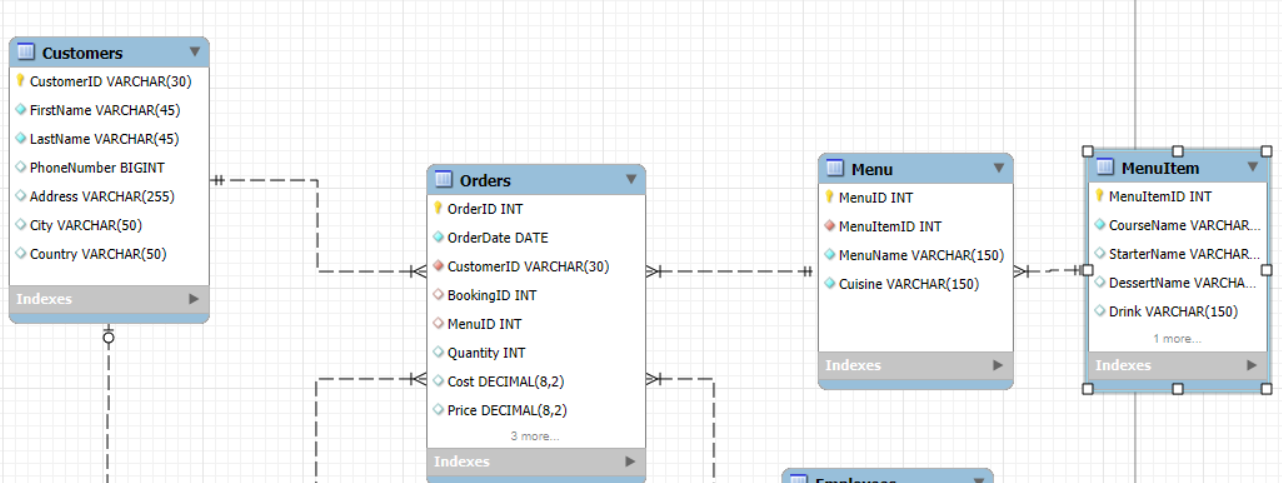 Customers
CustomerID VARCHAR(30)
FirstName VARCHAR(45)
LastName VARCHAR(45)
PhoneNumber BIGINT
Address VARCHAR(255)
City VARCHAR(50)
Country VARCHAR(50)
Indexes
Orders
OrderID INT
OrderDate DATE
CustomerID VARCHAR(30)
BookingID INT
MenuID INT
Quantity INT
Cost DECIMAL(8,2)
Price DECIMAL(8,2)
3 more...
Indexes
Menu
MenuID INT
MenuItemID INT
MenuName VARCHAR(150)
Cuisine VARCHAR(150)
Indexes
MenuItem
MenuItemID INT
CourseName VARCHAR...
StarterName VARCHAR...
DessertName VARCHA...
Drink VARCHAR(150)
1 more...
Indexes
Employees